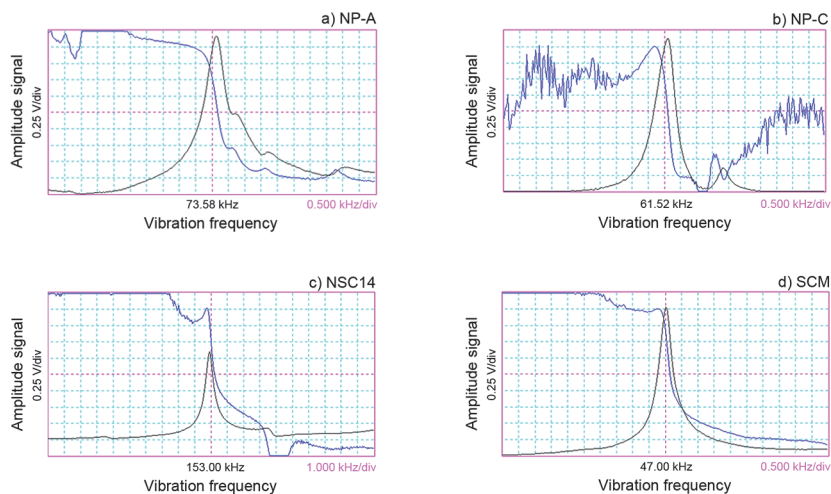 a) NP-A
Amplitude signal
0.25 V/div
73.58 kHz
0.500 kHz/div
Vibration frequency
b) NP-C
Amplitude signal
0.25 V/div
61.52 kHz
0.500 kHz/div
Vibration frequency
c) NSC14
Amplitude signal
0.25 V/div
153.00 kHz
1.000 kHz/div
Vibration frequency
d) SCM
Amplitude signal
0.25 V/div
47.00 kHz
0.500 kHz/div
Vibration frequency